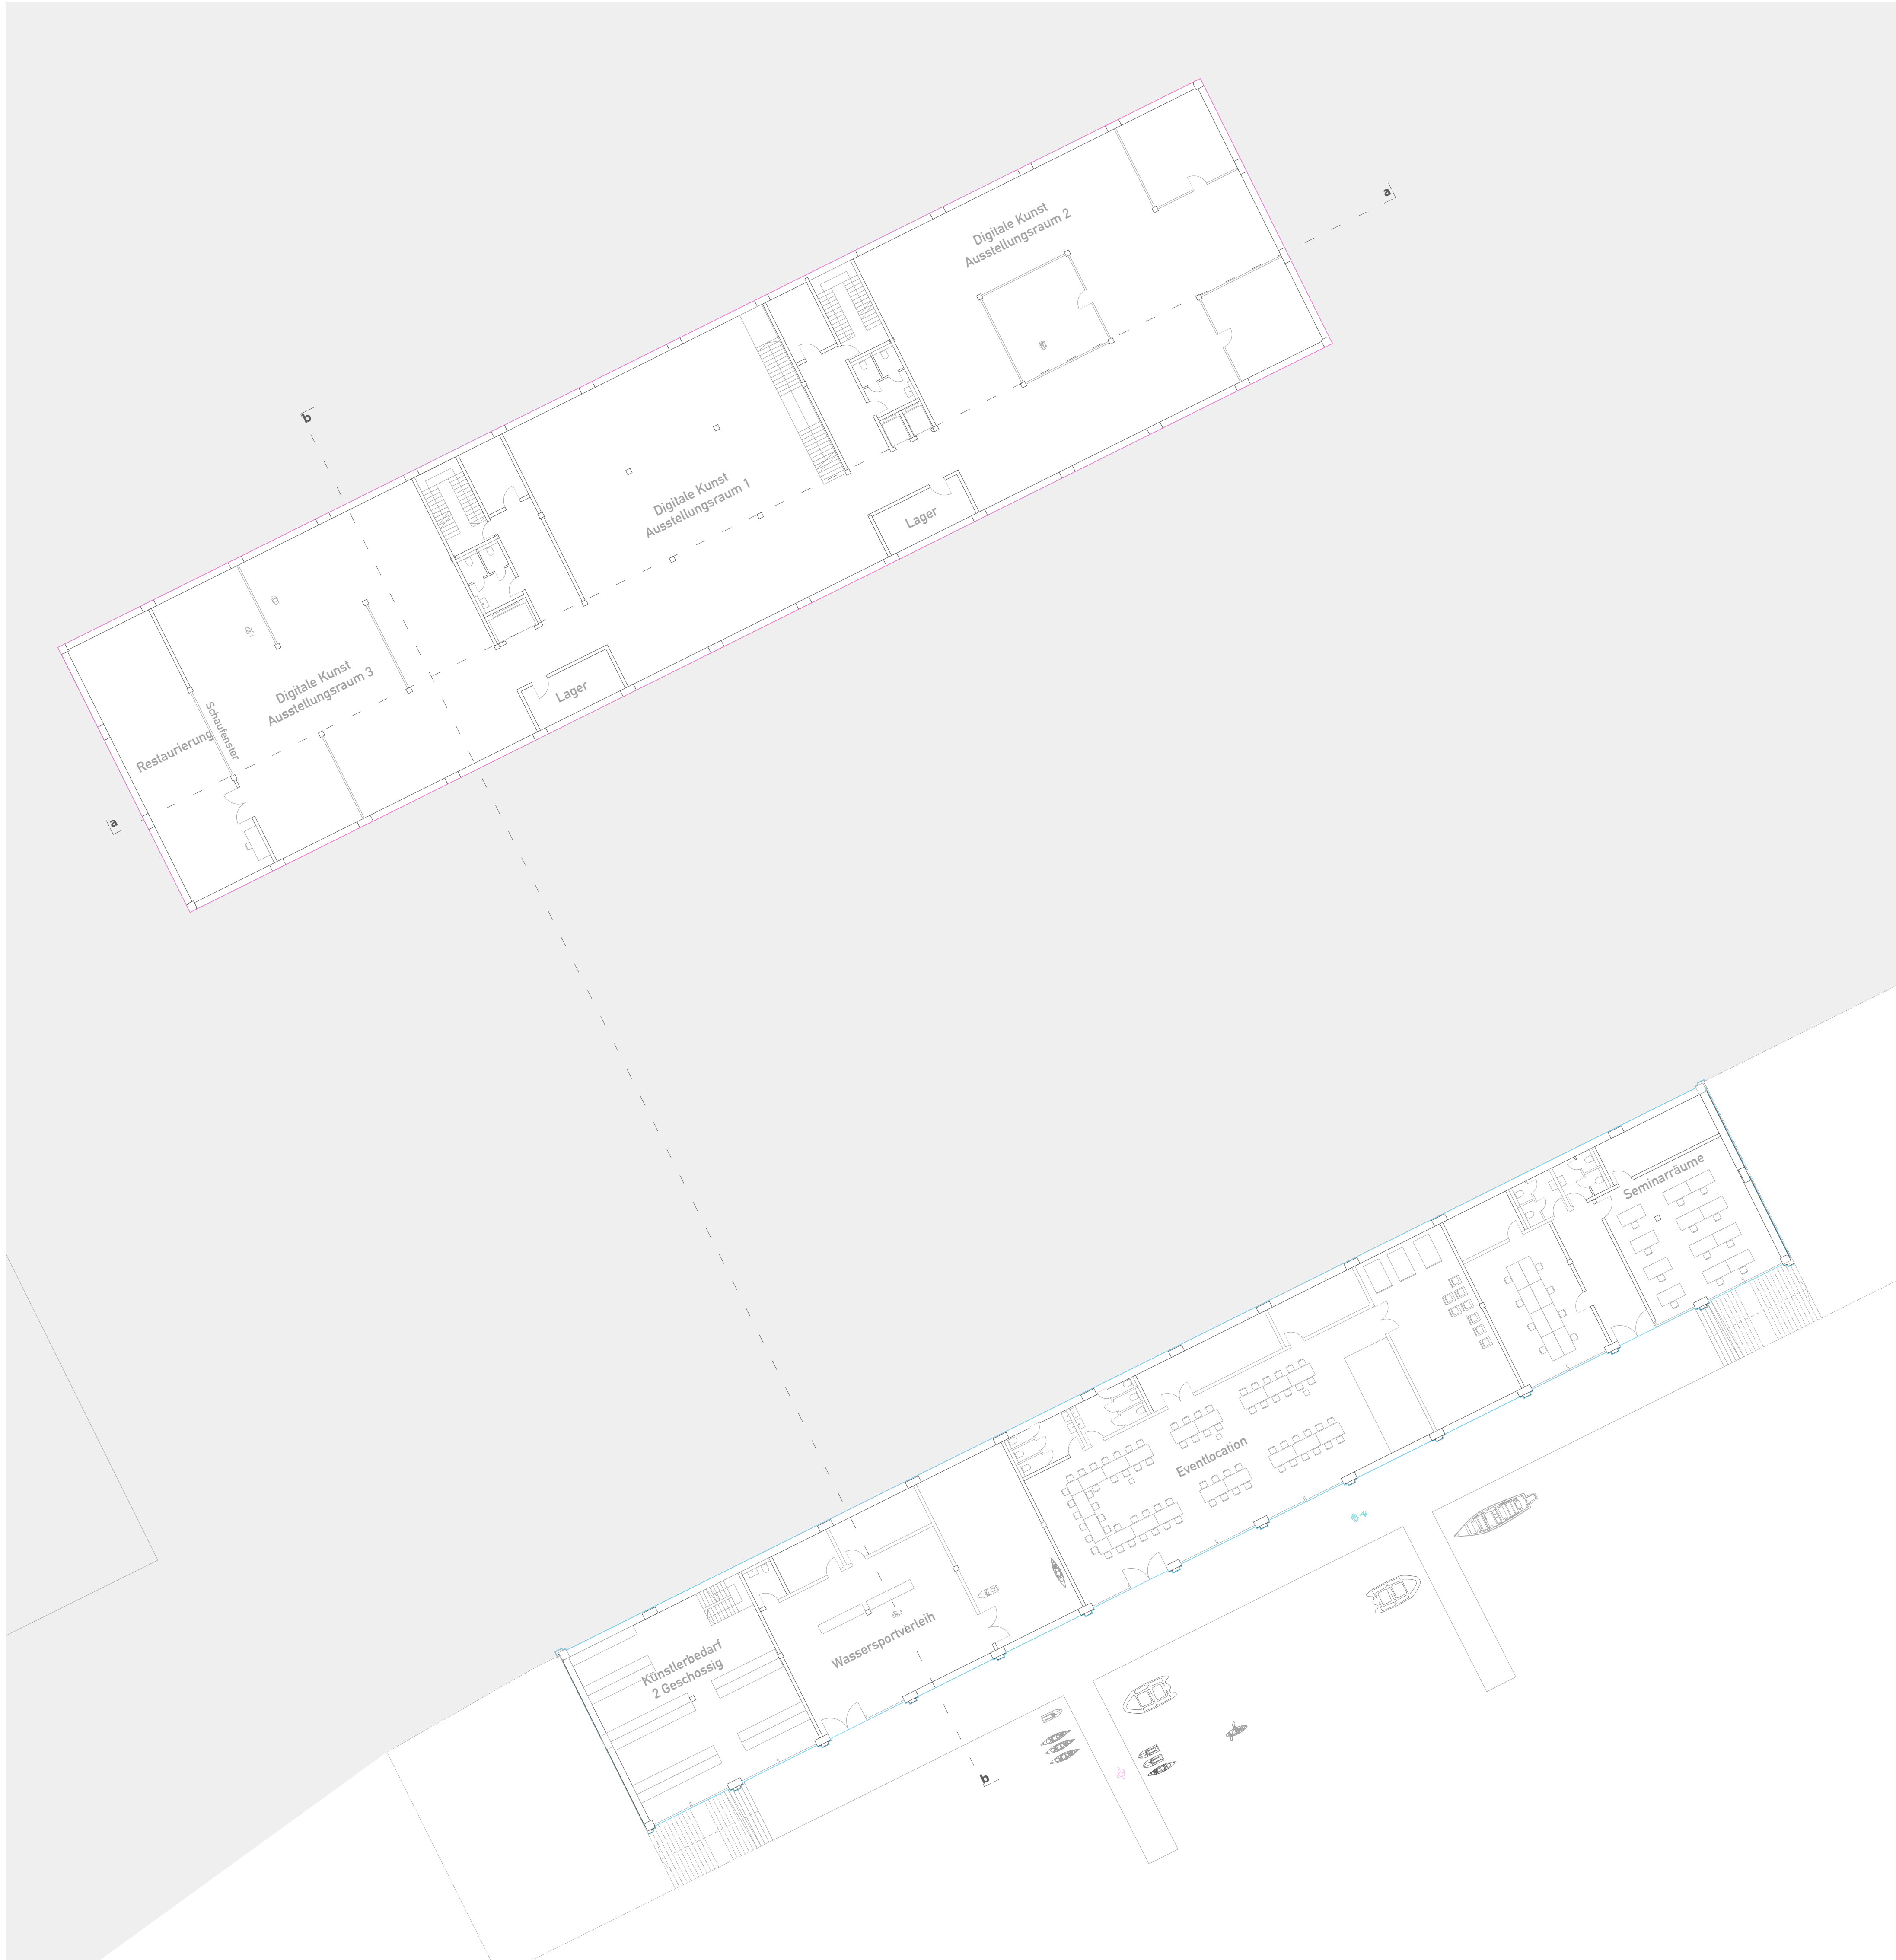 a
Digitale Kunst
Ausstellungsraum 2
b
Digitale Kunst
Ausstellungsraum 1
Lager
Digitale Kunst
Ausstellungsraum 3
Lager
Schaufenster
Restaurierung
a
Seminarräume
Eventlocation
Künstlerbedarf
2 Geschossig
Wassersportverleih
b